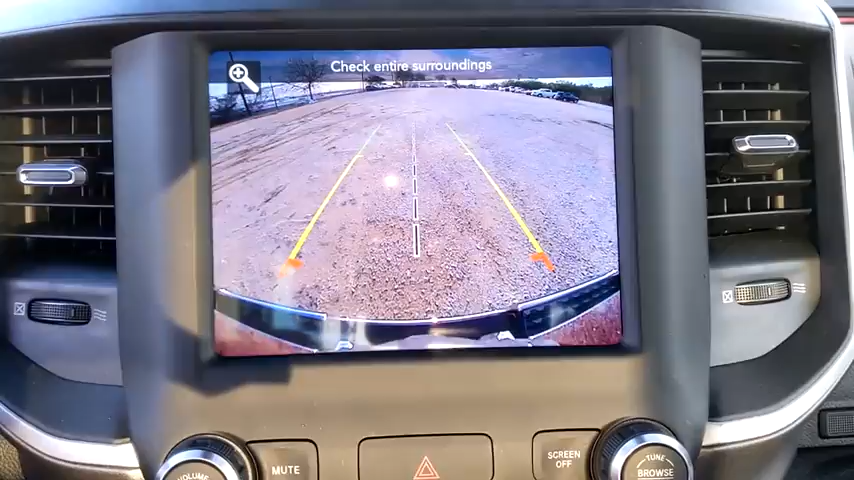 Check entire surroundings
VOLUME
MUTE
SCREEN
OFF
TUNE
BROWSE